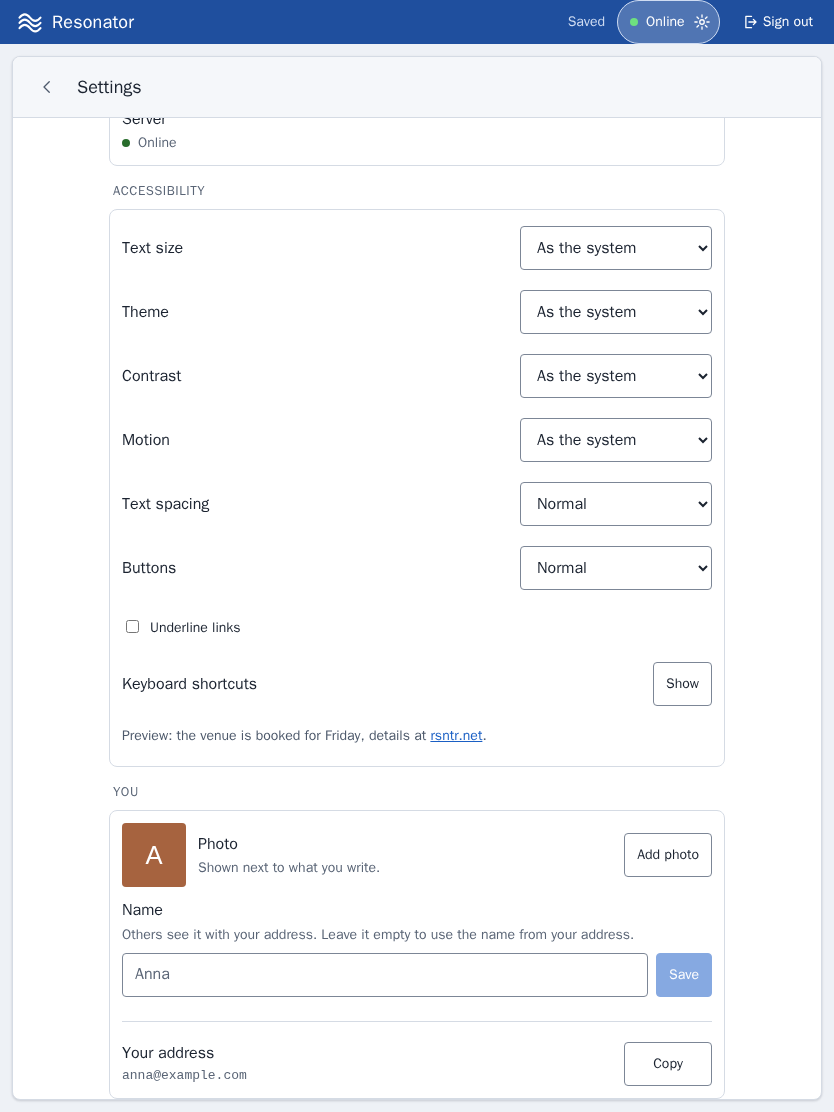 Resonator
Saved
Online
Sign out
Settings
Server
Online
ACCESSIBILITY
Text size As the system
Theme As the system
Contrast As the system
Motion As the system
Text spacing Normal
Buttons Normal
Underline links
Keyboard shortcuts Show
Preview: the venue is booked for Friday, details at rsntr.net.
YOU
A
Photo
Shown next to what you write.
Add photo
Name
Others see it with your address. Leave it empty to use the name from your address.
Anna Save
Your address
anna@example.com
Copy